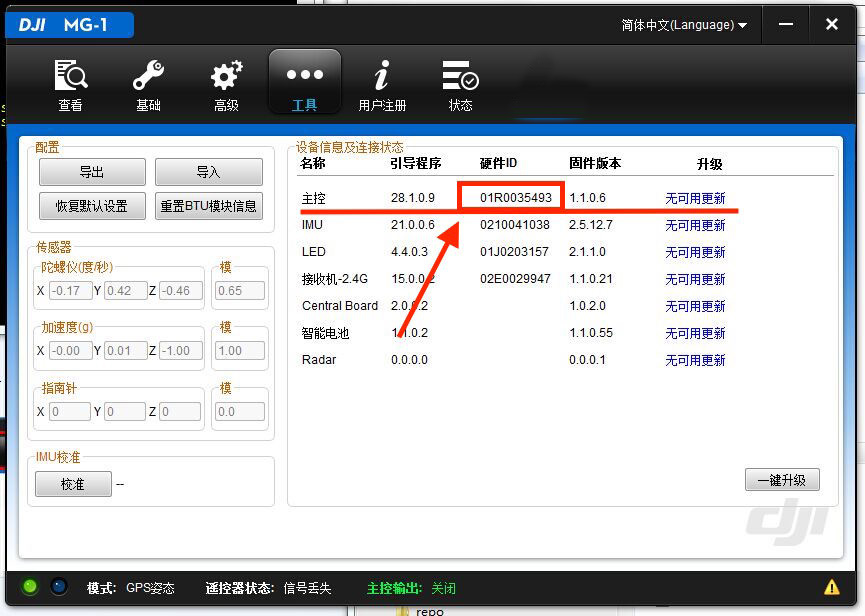 DJI MG-1 简体中文(Language)
查看 基础 高级 工具 用户注册 状态
配置
导出 导入
恢复默认设置 重置BTU模块信息
传感器
陀螺仪(度/秒) 模
X -0.17 Y 0.42 Z -0.46 0.65
加速度(g) 模
X -0.00 Y 0.01 Z -1.00 1.00
指南针 模
X 0 Y 0 Z 0 0.0
IMU校准
校准 --
设备信息及连接状态
名称 引导程序 硬件ID 固件版本 升级
主控 28.1.0.9 01R0035493 1.1.0.6 无可用更新
IMU 21.0.0.6 0210041038 2.5.12.7 无可用更新
LED 4.4.0.3 01J0203157 2.1.1.0 无可用更新
接收机-2.4G 15.0.0.2 02E0029947 1.1.0.21 无可用更新
Central Board 2.0.0.2 1.0.2.0 无可用更新
智能电池 1.1.0.2 1.1.0.55 无可用更新
Radar 0.0.0.0 0.0.0.1 无可用更新
一键升级
dji
模式: GPS姿态 遥控器状态: 信号丢失 主控输出: 关闭
repo